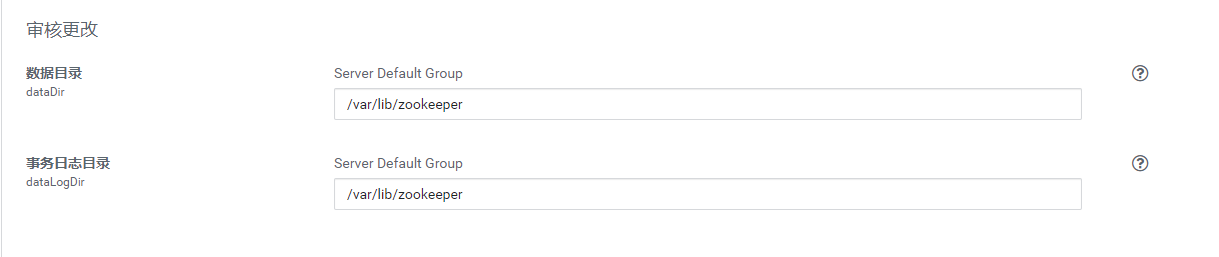 审核更改
数据目录
dataDir
Server Default Group
/var/lib/zookeeper
事务日志目录
dataLogDir
Server Default Group
/var/lib/zookeeper